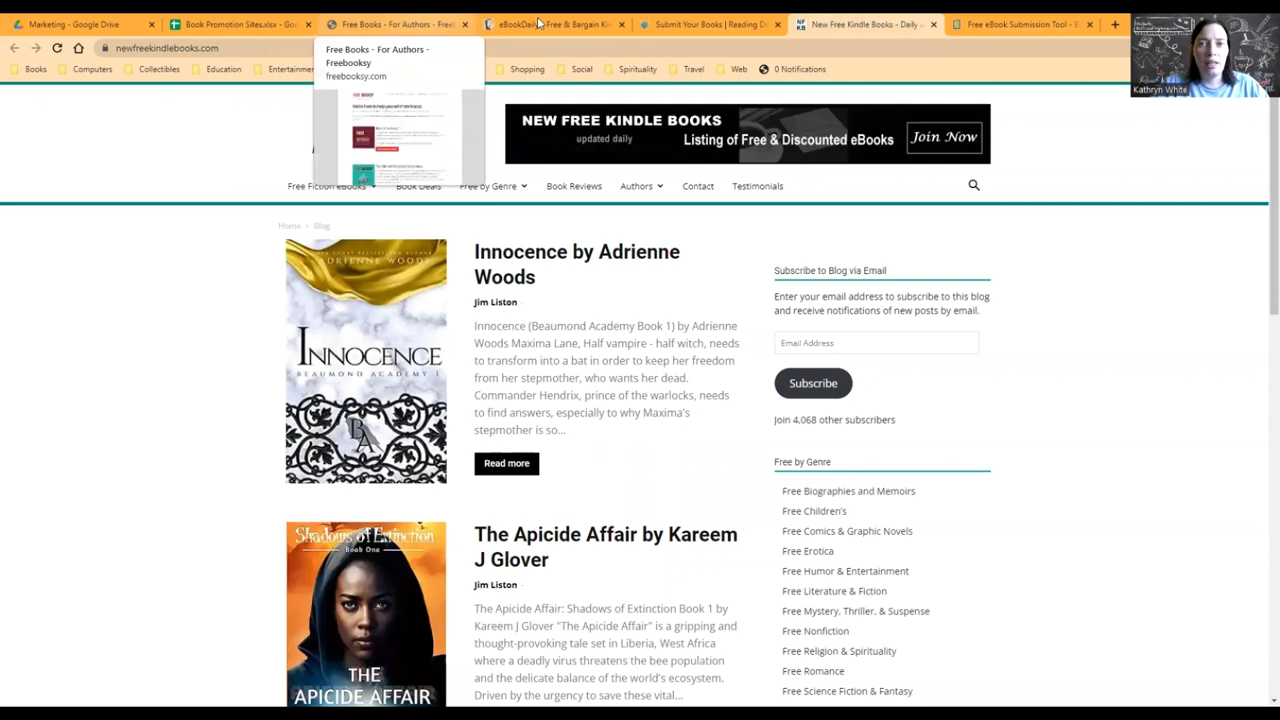 Marketing - Google Drive
Book Promotion Sites.xlsx - Goo
Free Books - For Authors - Free
eBookDaily Free & Bargain Kin
Submit Your Books | Reading De
New Free Kindle Books - Daily u
Free eBook Submission Tool - E
newfreekindlebooks.com
Free Books - For Authors -
Freebooksy
freebooksy.com
Books
Computers
Collectibles
Education
Entertainmen
Shopping
Social
Spirituality
Travel
Web
0 Notifications
Kathryn White
NEW FREE KINDLE BOOKS
updated daily
Listing of Free & Discounted eBooks
Join Now
Free Fiction eBooks
Book Deals
Free by Genre
Book Reviews
Authors
Contact
Testimonials
Home › Blog
ADRIENNE WOODS
INNOCENCE
BEAUMOND ACADEMY I
BA
Innocence by Adrienne
Woods
Jim Liston -
Innocence (Beaumond Academy Book 1) by Adrienne
Woods Maxima Lane, Half vampire - half witch, needs
to transform into a bat in order to keep her freedom
from her stepmother, who wants her dead.
Commander Hendrix, prince of the warlocks, needs
to find answers, especially to why Maxima's
stepmother is so...
Read more
Subscribe to Blog via Email
Enter your email address to subscribe to this blog
and receive notifications of new posts by email.
Email Address
Subscribe
Join 4,068 other subscribers
Free by Genre
Free Biographies and Memoirs
Free Children's
Free Comics & Graphic Novels
Free Erotica
Free Humor & Entertainment
Free Literature & Fiction
Free Mystery, Thriller, & Suspense
Free Nonfiction
Free Religion & Spirituality
Free Romance
Free Science Fiction & Fantasy
Shadows of Extinction
Book One
THE
APICIDE AFFAIR
The Apicide Affair by Kareem
J Glover
Jim Liston -
The Apicide Affair: Shadows of Extinction Book 1 by
Kareem J Glover "The Apicide Affair" is a gripping and
thought-provoking tale set in Liberia, West Africa
where a deadly virus threatens the bee population
and the delicate balance of the world's ecosystem.
Driven by the urgency to save these vital...